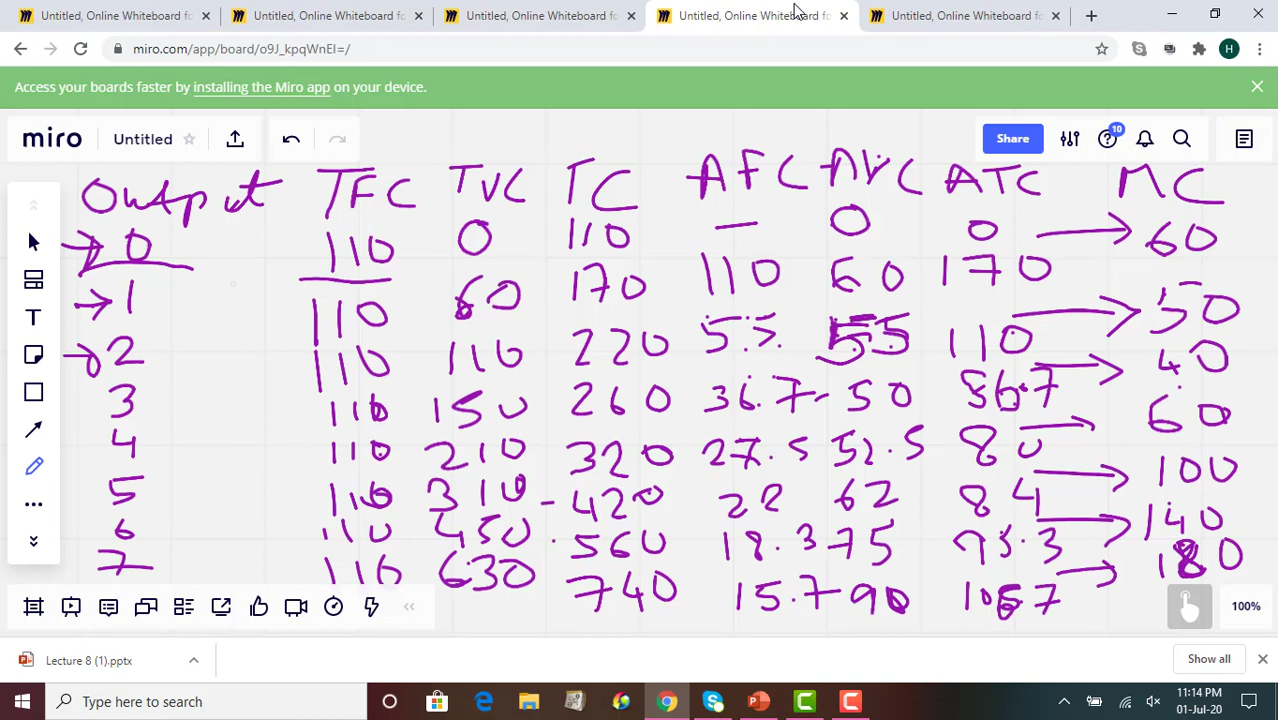 Untitled, Online Whiteboard fo
Untitled, Online Whiteboard for
Untitled, Online Whiteboard for
Untitled, Online Whiteboard fo
Untitled, Online Whiteboard for
miro.com/app/board/o9J_kpqWnEI=/
H
Access your boards faster by installing the Miro app on your device.
miro Untitled
Share
10
Output TFC TVC TC AFC AVC ATC MC
0 110 0 110 — 0 0 60
1 110 60 170 110 60 170 50
2 110 110 220 55. 55 110 40
3 110 150 260 36.7 50 86.7 60
4 110 210 320 27.5 52.5 80 100
5 110 310 420 22 62 84 140
6 110 450 560 18.3 75 93.3 180
7 110 630 740 15.7 90 105.7
100%
Lecture 8 (1).pptx
Show all
Type here to search
11:14 PM
01-Jul-20